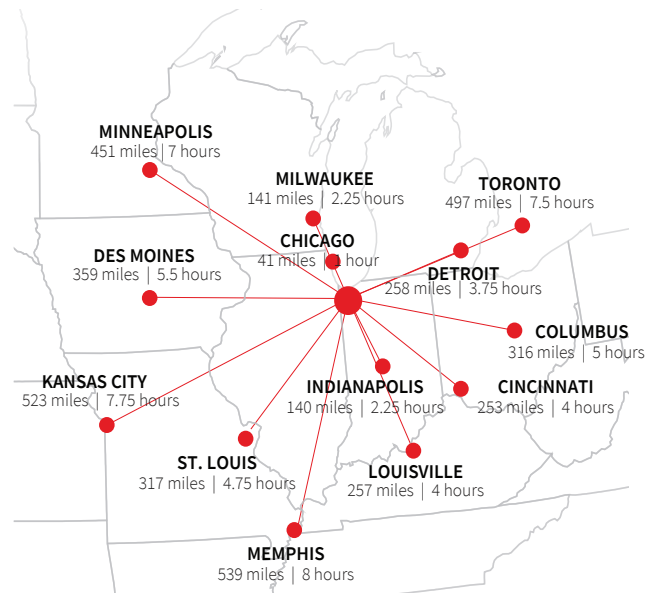 MINNEAPOLIS
451 miles | 7 hours
MILWAUKEE
141 miles | 2.25 hours
TORONTO
497 miles | 7.5 hours
CHICAGO
41 miles | 1 hour
DES MOINES
359 miles | 5.5 hours
DETROIT
258 miles | 3.75 hours
COLUMBUS
316 miles | 5 hours
KANSAS CITY
523 miles | 7.75 hours
INDIANAPOLIS
140 miles | 2.25 hours
CINCINNATI
253 miles | 4 hours
ST. LOUIS
317 miles | 4.75 hours
LOUISVILLE
257 miles | 4 hours
MEMPHIS
539 miles | 8 hours